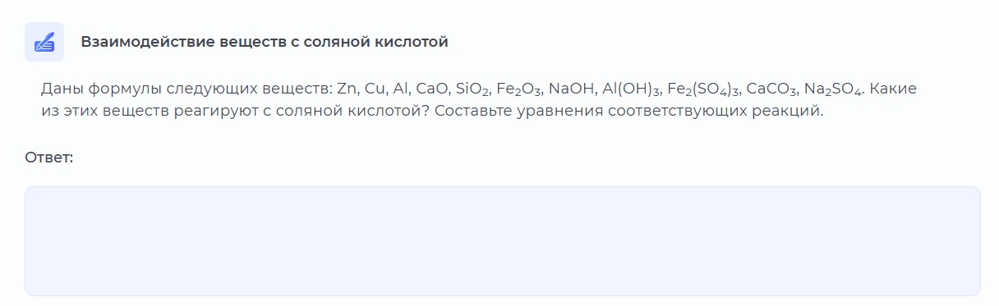 Взаимодействие веществ с соляной кислотой
Даны формулы следующих веществ: Zn, Cu, Al, CaO, SiO₂, Fe₂O₃, NaOH, Al(OH)₃, Fe₂(SO₄)₃, CaCO₃, Na₂SO₄. Какие
из этих веществ реагируют с соляной кислотой? Составьте уравнения соответствующих реакций.
Ответ: